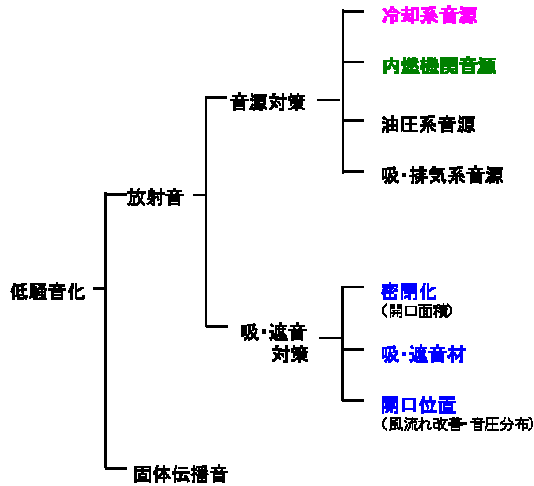 冷却系音源
内燃機関音源
音源対策
油圧系音源
吸・排気系音源
放射音
低騒音化
密閉化
(開口面積)
吸・遮音
対策
吸・遮音材
開口位置
(風流れ改善・音圧分布)
固体伝播音